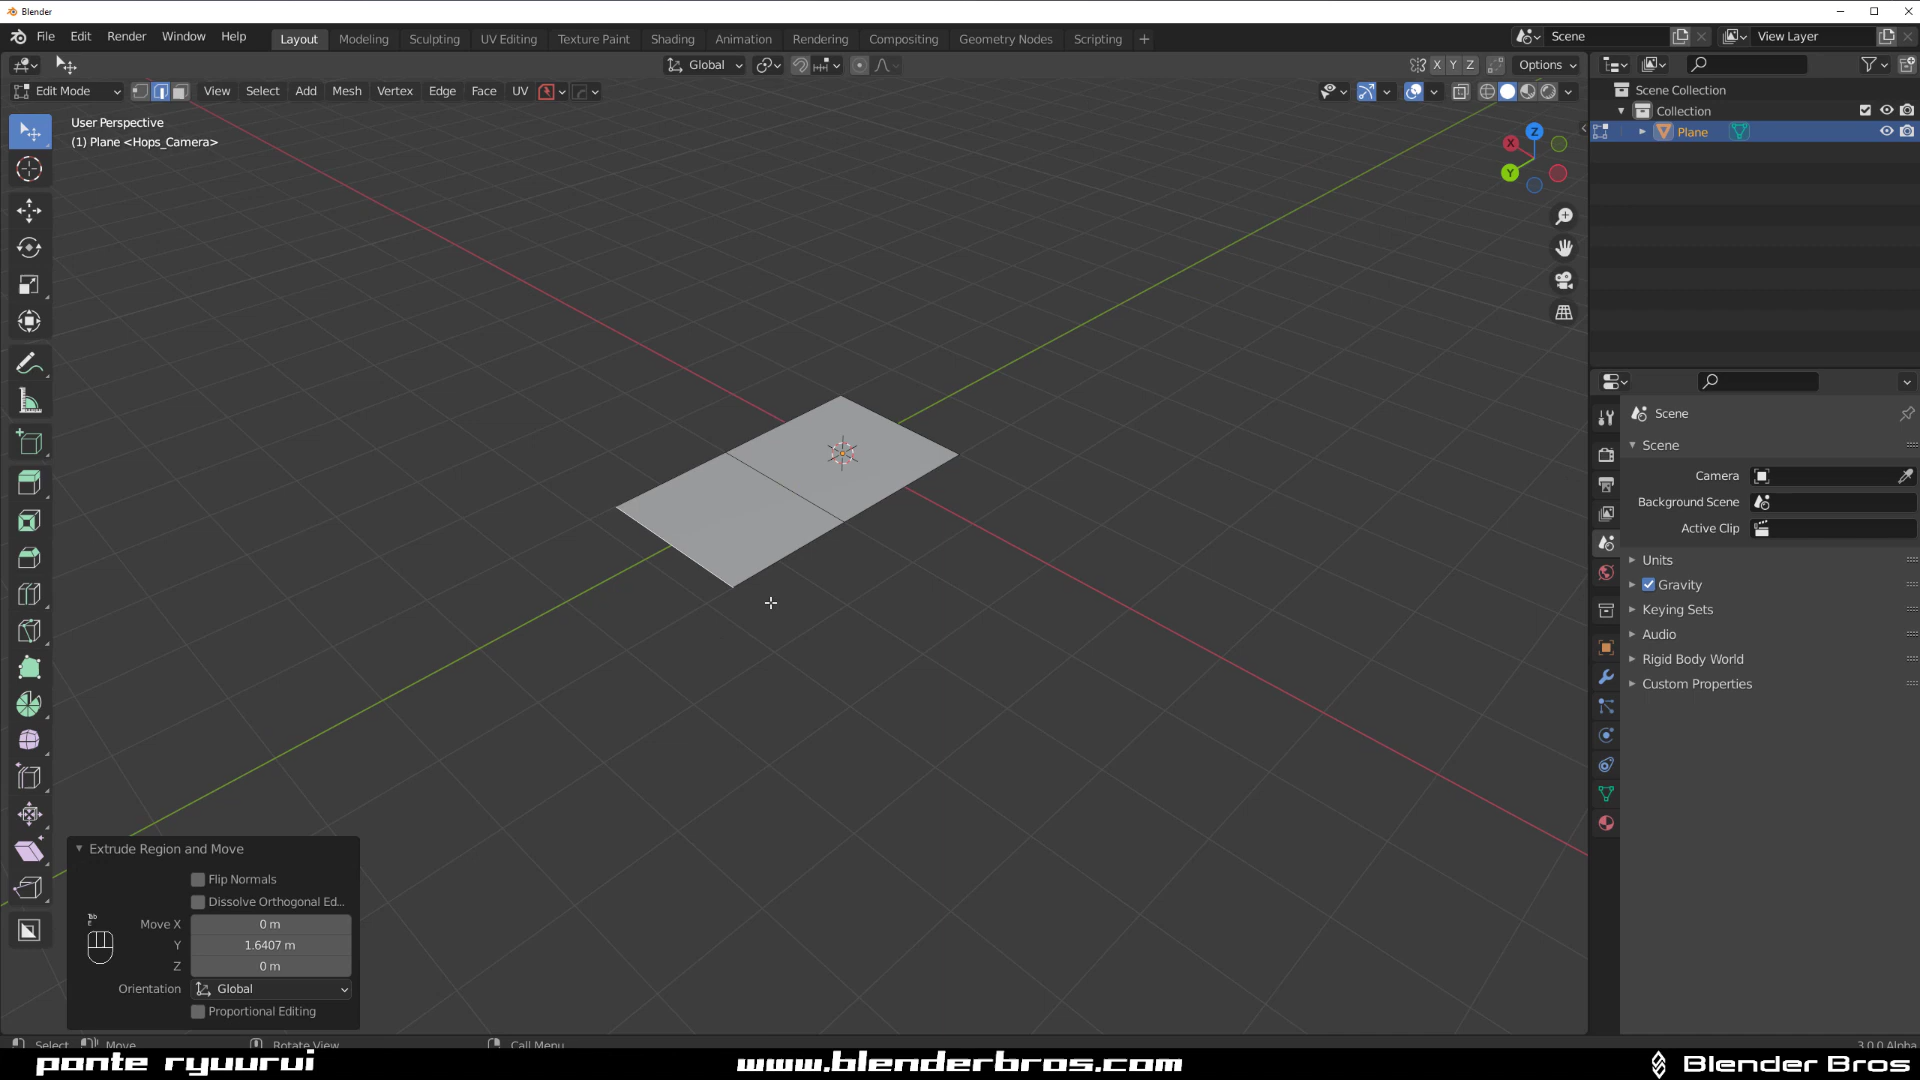 Blender
File Edit Render Window Help Layout Modeling Sculpting UV Editing Texture Paint Shading Animation Rendering Compositing Geometry Nodes Scripting + Scene View Layer
Global X Y Z Options
Edit Mode View Select Add Mesh Vertex Edge Face UV
User Perspective
(1) Plane <Hops_Camera>
Z
X
Y
Scene Collection
Collection
Plane
Scene
Scene
Camera
Background Scene
Active Clip
Units
Gravity
Keying Sets
Audio
Rigid Body World
Custom Properties
Extrude Region and Move
Flip Normals
Dissolve Orthogonal Ed...
Move X 0 m
Y 1.6407 m
Z 0 m
Orientation Global
Proportional Editing
Tab
E
Select Move Rotate View Call Menu 3.0.0 Alpha
ponte ryuurui www.blenderbros.com Blender Bros